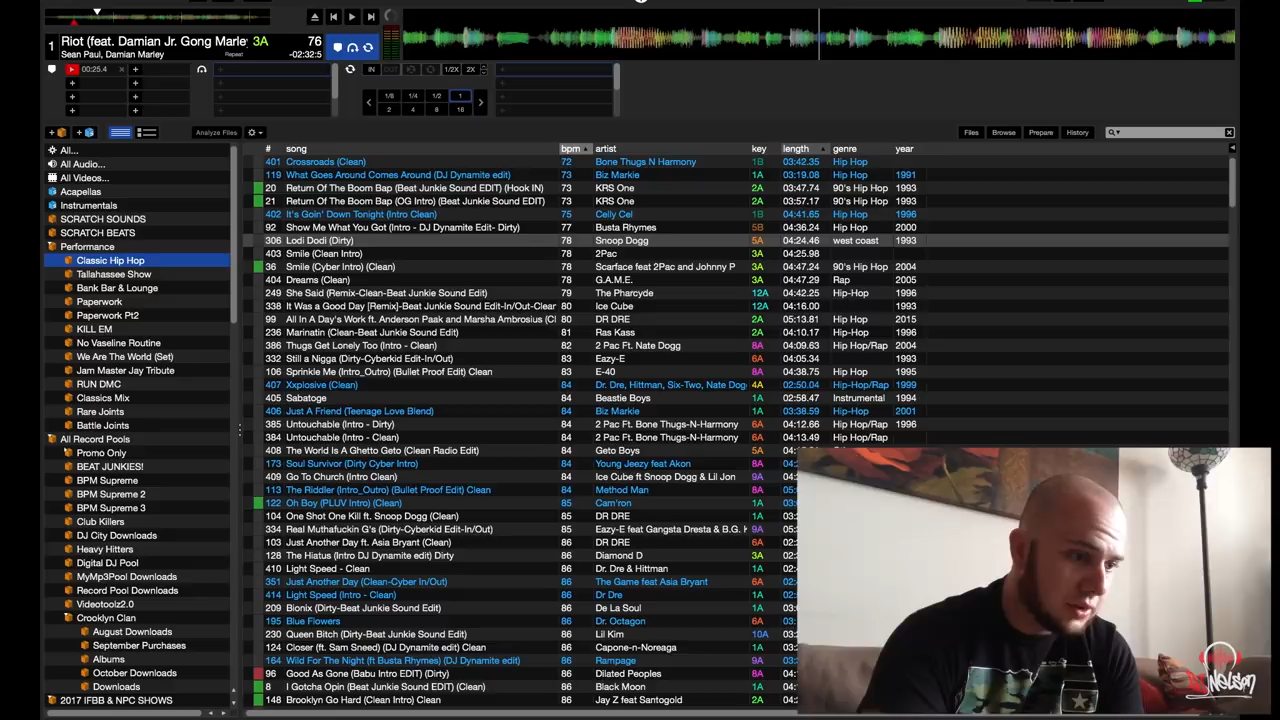 1 Riot (feat. Damian Jr. Gong Marle 3A 76
Sean Paul, Damian Marley Repeat -02:32:5
00:25.4
IN OUT 1/2X 2X
1/8 1/4 1/2 1
2 4 8 16
Analyze Files
Files Browse Prepare History
# song bpm artist key length genre year
All...
All Audio...
All Videos...
Acapellas
Instrumentals
SCRATCH SOUNDS
SCRATCH BEATS
Performance
Classic Hip Hop
Tallahassee Show
Bank Bar & Lounge
Paperwork
Paperwork Pt2
KILL EM
No Vaseline Routine
We Are The World (Set)
Jam Master Jay Tribute
RUN DMC
Classics Mix
Rare Joints
Battle Joints
All Record Pools
Promo Only
BEAT JUNKIES!
BPM Supreme
BPM Supreme 2
BPM Supreme 3
Club Killers
DJ City Downloads
Heavy Hitters
Digital DJ Pool
MyMp3Pool Downloads
Record Pool Downloads
Videotoolz2.0
Crooklyn Clan
August Downloads
September Purchases
Albums
October Downloads
Downloads
2017 IFBB & NPC SHOWS
401 Crossroads (Clean) 72 Bone Thugs N Harmony 1B 03:42.35 Hip Hop
119 What Goes Around Comes Around (DJ Dynamite edit) 73 Biz Markie 1A 03:19.08 Hip Hop 1991
20 Return Of The Boom Bap (Beat Junkie Sound EDIT) (Hook IN) 73 KRS One 2A 03:47.74 90's Hip Hop 1993
21 Return Of The Boom Bap (OG Intro) (Beat Junkie Sound EDIT) 73 KRS One 2A 03:57.17 90's Hip Hop 1993
402 It's Goin' Down Tonight (Intro Clean) 75 Celly Cel 1B 04:41.65 Hip Hop 1996
92 Show Me What You Got (Intro - DJ Dynamite Edit- Dirty) 77 Busta Rhymes 5B 04:36.24 Hip Hop 2000
306 Lodi Dodi (Dirty) 78 Snoop Dogg 5A 04:24.46 west coast 1993
403 Smile (Clean Intro) 78 2Pac 3A 04:25.98
36 Smile (Cyber Intro) (Clean) 78 Scarface feat 2Pac and Johnny P 3A 04:47.24 90's Hip Hop 2004
404 Dreams (Clean) 78 G.A.M.E. 3A 04:47.29 Rap 2005
249 She Said (Remix-Clean-Beat Junkie Sound Edit) 79 The Pharcyde 12A 04:42.25 Hip-Hop 1996
338 It Was a Good Day [Remix]-Beat Junkie Sound Edit-In/Out-Clear 80 Ice Cube 12A 04:16.00 1993
99 All In A Day's Work ft. Anderson Paak and Marsha Ambrosius (C 80 DR DRE 2A 05:13.81 Hip Hop 2015
236 Marinatin (Clean-Beat Junkie Sound Edit) 81 Ras Kass 2A 04:10.17 Hip Hop 1996
386 Thugs Get Lonely Too (Intro - Clean) 82 2 Pac Ft. Nate Dogg 8A 04:09.63 Hip Hop/Rap 2004
332 Still a Nigga (Dirty-Cyberkid Edit-In/Out) 83 Eazy-E 6A 04:05.34 1993
106 Sprinkle Me (Intro_Outro) (Bullet Proof Edit) Clean 83 E-40 8A 04:38.75 Hip Hop 1995
407 Xxplosive (Clean) 84 Dr. Dre, Hittman, Six-Two, Nate Dog 4A 02:50.04 Hip-Hop/Rap 1999
405 Sabatoge 84 Beastie Boys 1A 02:58.47 Instrumental 1994
406 Just A Friend (Teenage Love Blend) 84 Biz Markie 1A 03:38.59 Hip-Hop 2001
385 Untouchable (Intro - Dirty) 84 2 Pac Ft. Bone Thugs-N-Harmony 6A 04:12.66 Hip Hop/Rap 1996
384 Untouchable (Intro - Clean) 84 2 Pac Ft. Bone Thugs-N-Harmony 6A 04:13.49 Hip Hop/Rap
408 The World Is A Ghetto Geto (Clean Radio Edit) 84 Geto Boys 5A 04:
173 Soul Survivor (Dirty Cyber Intro) 84 Young Jeezy feat Akon 8A 04:
409 Go To Church (Intro Clean) 84 Ice Cube ft Snoop Dogg & Lil Jon 9A 04:
113 The Riddler (Intro_Outro) (Bullet Proof Edit) Clean 84 Method Man 8A 05:
122 Oh Boy (PLUV Intro) (Clean) 85 Cam'ron 1A 03:
104 One Shot One Kill ft. Snoop Dogg (Clean) 85 DR DRE 1A 03:
334 Real Muthafuckin G's (Dirty-Cyberkid Edit-In/Out) 85 Eazy-E feat Gangsta Dresta & B.G. K 9A 05:
103 Just Another Day ft. Asia Bryant (Clean) 86 DR DRE 6A 02:
128 The Hiatus (Intro DJ Dynamite edit) Dirty 86 Diamond D 3A 02:
410 Light Speed - Clean 86 Dr. Dre & Hittman 1A 02:
351 Just Another Day (Clean-Cyber In/Out) 86 The Game feat Asia Bryant 6A 02:
414 Light Speed (Intro - Clean) 86 Dr Dre 1A 03:
209 Bionix (Dirty-Beat Junkie Sound Edit) 86 De La Soul 1A 03:
195 Blue Flowers 86 Dr. Octagon 6A 03:
230 Queen Bitch (Dirty-Beat Junkie Sound Edit) 86 Lil Kim 10A 03:
124 Closer (ft. Sam Sneed) (DJ Dynamite edit) Clean 86 Capone-n-Noreaga 1A 03:
164 Wild For The Night (ft Busta Rhymes) (DJ Dynamite edit) 86 Rampage 9A 03:
96 Good As Gone (Babu Intro EDIT) (Dirty) 86 Dilated Peoples 8A 03:
8 I Gotcha Opin (Beat Junkie Sound EDIT) (Clean) 86 Black Moon 1A 03:
148 Brooklyn Go Hard (Clean Intro) Clean 86 Jay Z feat Santogold 2A 03:
DJ NELSON